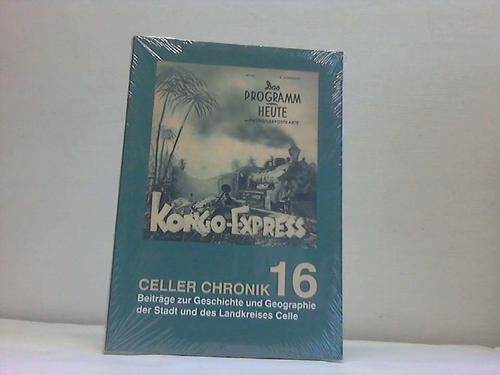 Das
PROGRAMM
von
HEUTE
KONGO-EXPRESS
CELLER CHRONIK 16
Beiträge zur Geschichte und Geographie
der Stadt und des Landkreises Celle